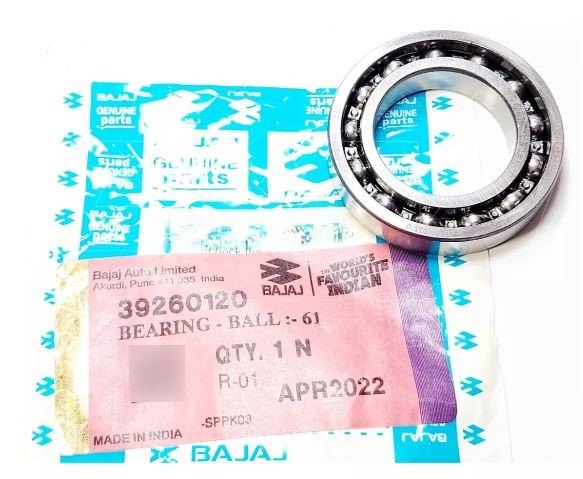 BAJAJ
GENUINE
parts
BAJAJ
GENUINE
parts
BAJAJ
GENUINE
parts
Bajaj Auto Limited
Akurdi, Pune 411 035, India
BAJAJ
THE WORLD'S
FAVOURITE
INDIAN
39260120
BEARING - BALL :- 61
QTY. 1 N
R-01
APR2022
-SPPK03
MADE IN INDIA
BAJAJ